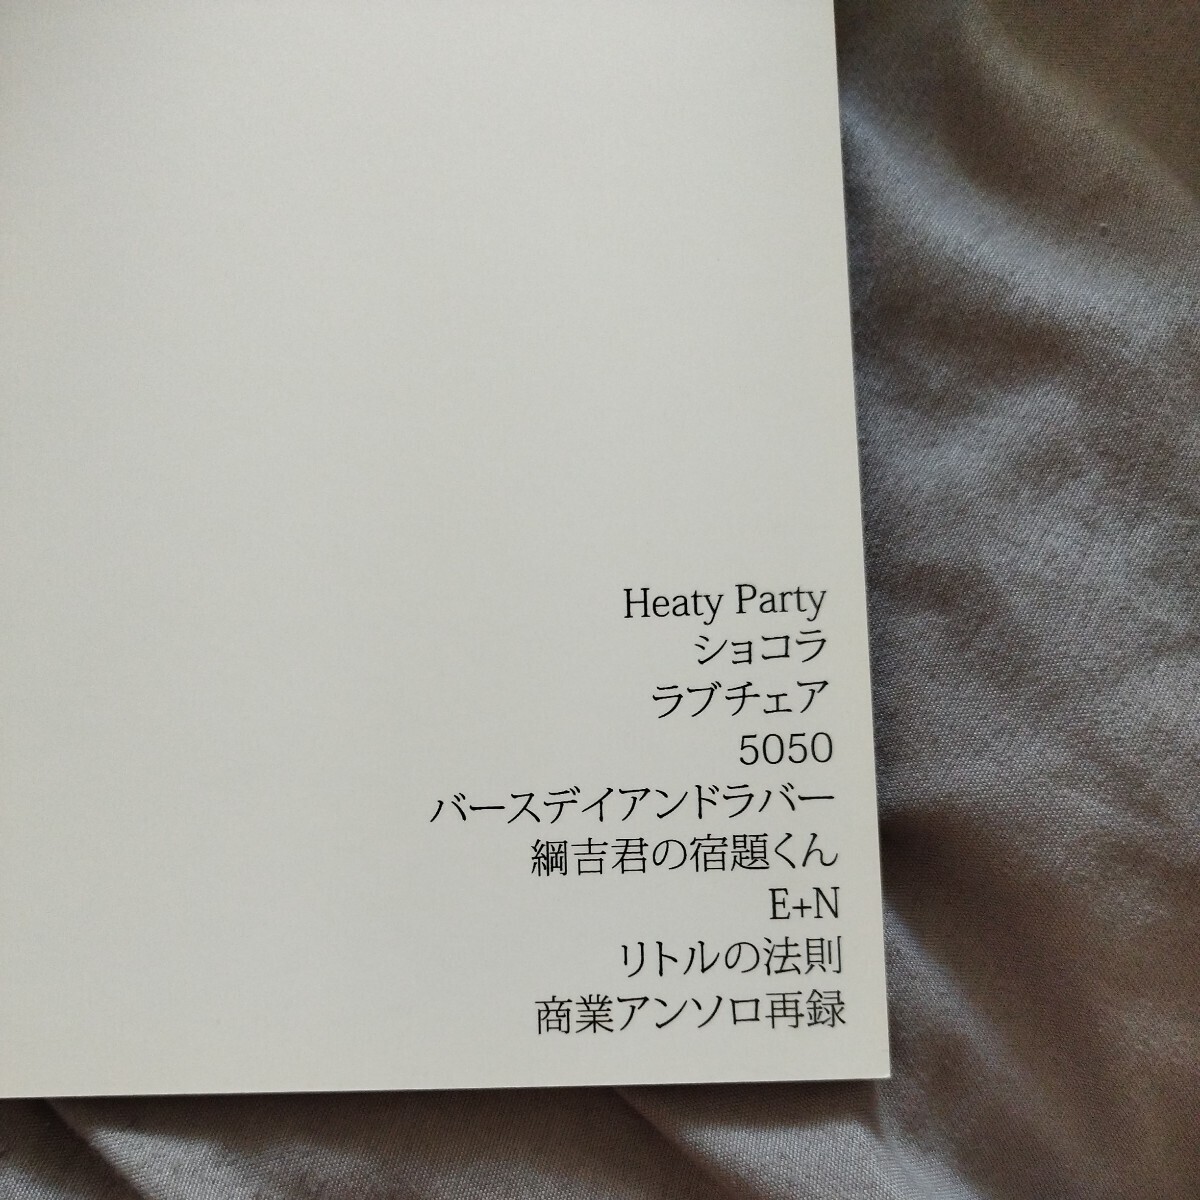 Heaty Party
ショコラ
ラブチェア
5050
バースデイアンドラバー
綱吉君の宿題くん
E+N
リトルの法則
商業アンソロ再録